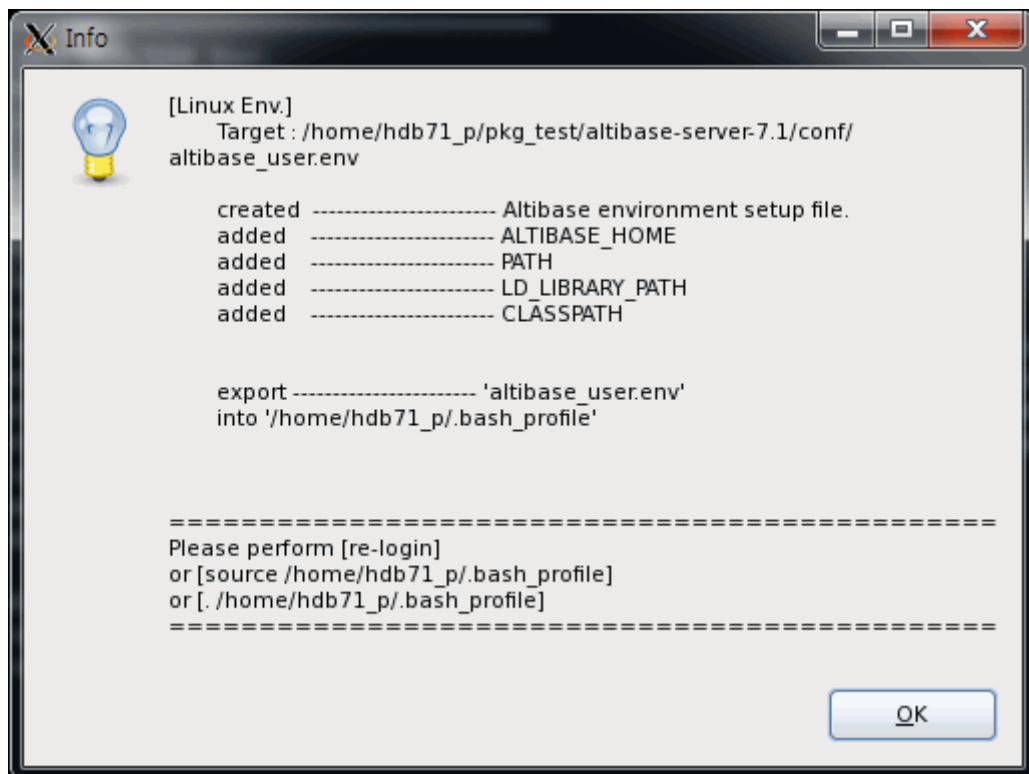 Info
[Linux Env.]
Target : /home/hdb71_p/pkg_test/altibase-server-7.1/conf/
altibase_user.env
created ----------------------- Altibase environment setup file.
added ----------------------- ALTIBASE_HOME
added ----------------------- PATH
added ----------------------- LD_LIBRARY_PATH
added ----------------------- CLASSPATH
export ----------------------- 'altibase_user.env'
into '/home/hdb71_p/.bash_profile'
==============================================
Please perform [re-login]
or [source /home/hdb71_p/.bash_profile]
or [. /home/hdb71_p/.bash_profile]
==============================================
OK